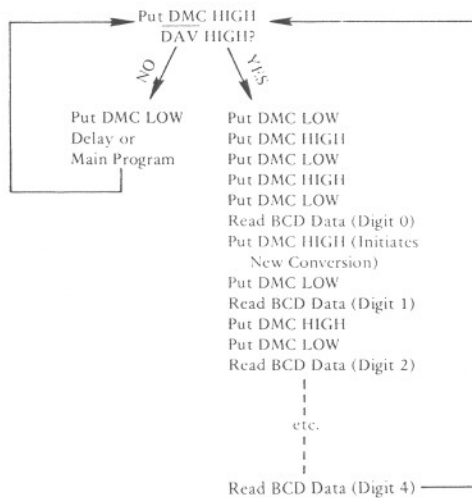 Put DMC HIGH
DAV HIGH?
NO
YES
Put DMC LOW
Delay or
Main Program
Put DMC LOW
Put DMC HIGH
Put DMC LOW
Put DMC HIGH
Put DMC LOW
Read BCD Data (Digit 0)
Put DMC HIGH (Initiates
New Conversion)
Put DMC LOW
Read BCD Data (Digit 1)
Put DMC HIGH
Put DMC LOW
Read BCD Data (Digit 2)
etc.
Read BCD Data (Digit 4)